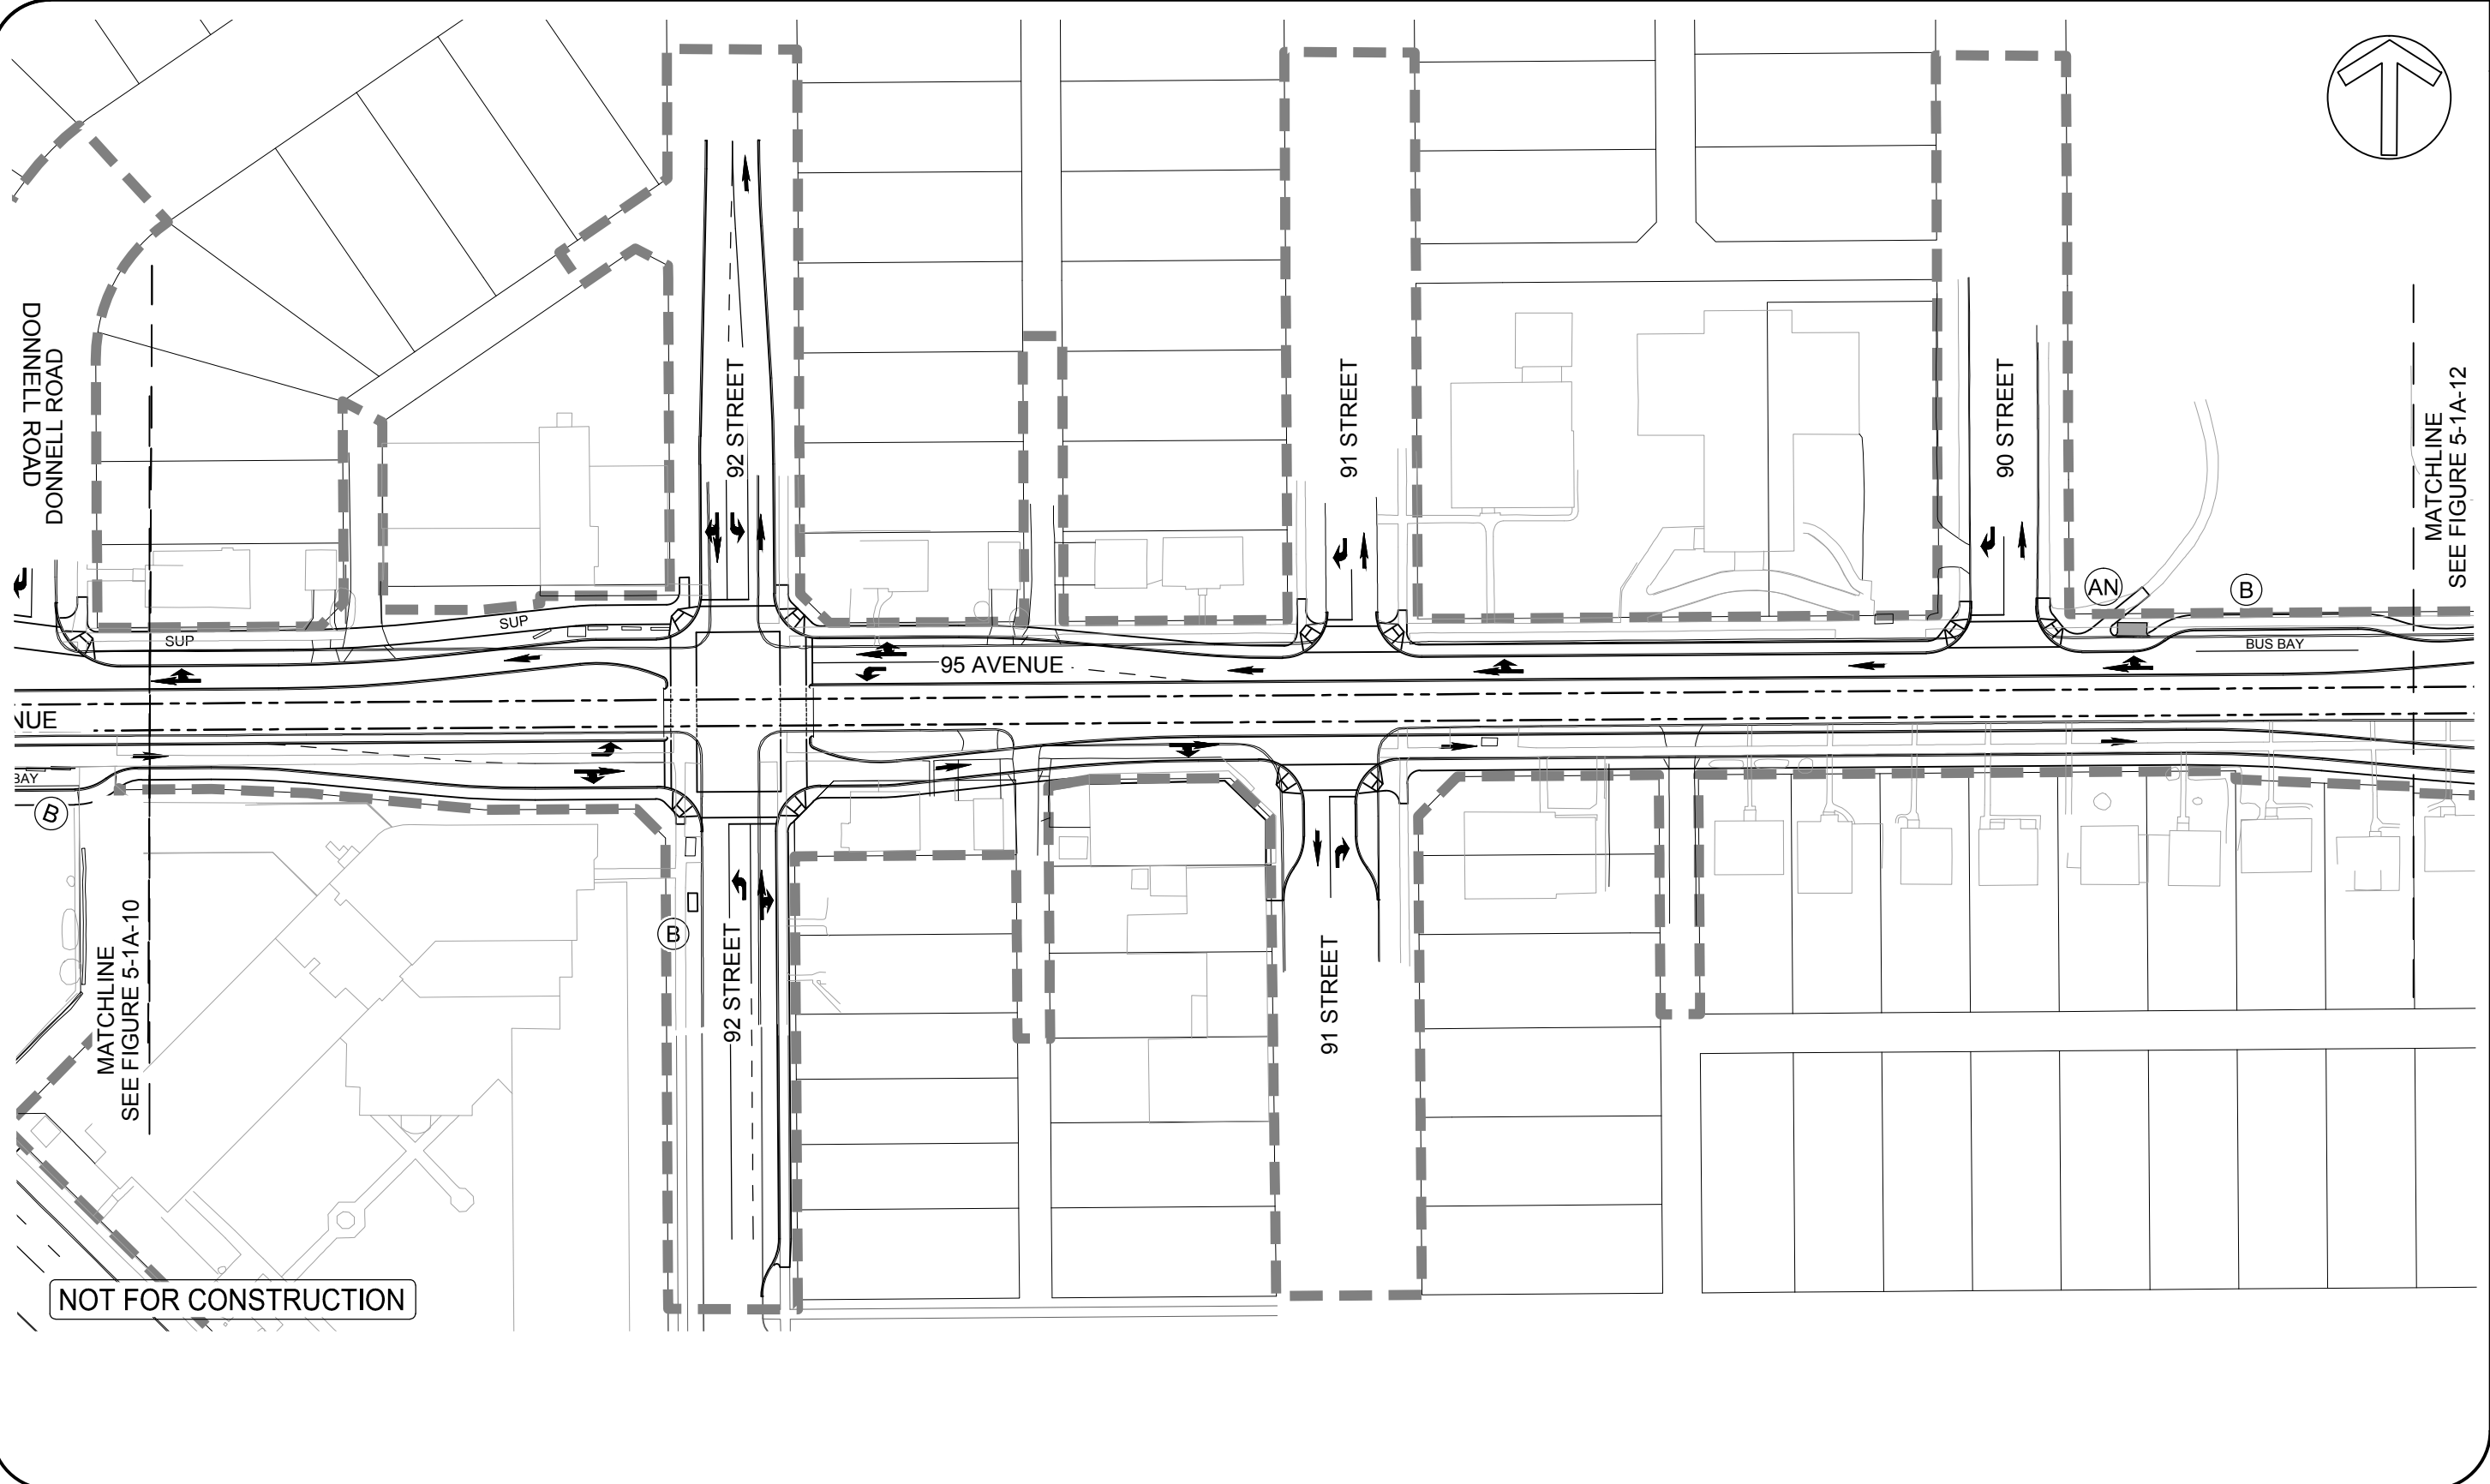 DONNELL ROAD
DONNELL ROAD
92 STREET
91 STREET
90 STREET
MATCHLINE
SEE FIGURE 5-1A-12
AN
B
SUP
SUP
BUS BAY
95 AVENUE
NUE
BAY
B
B
MATCHLINE
SEE FIGURE 5-1A-10
92 STREET
91 STREET
NOT FOR CONSTRUCTION